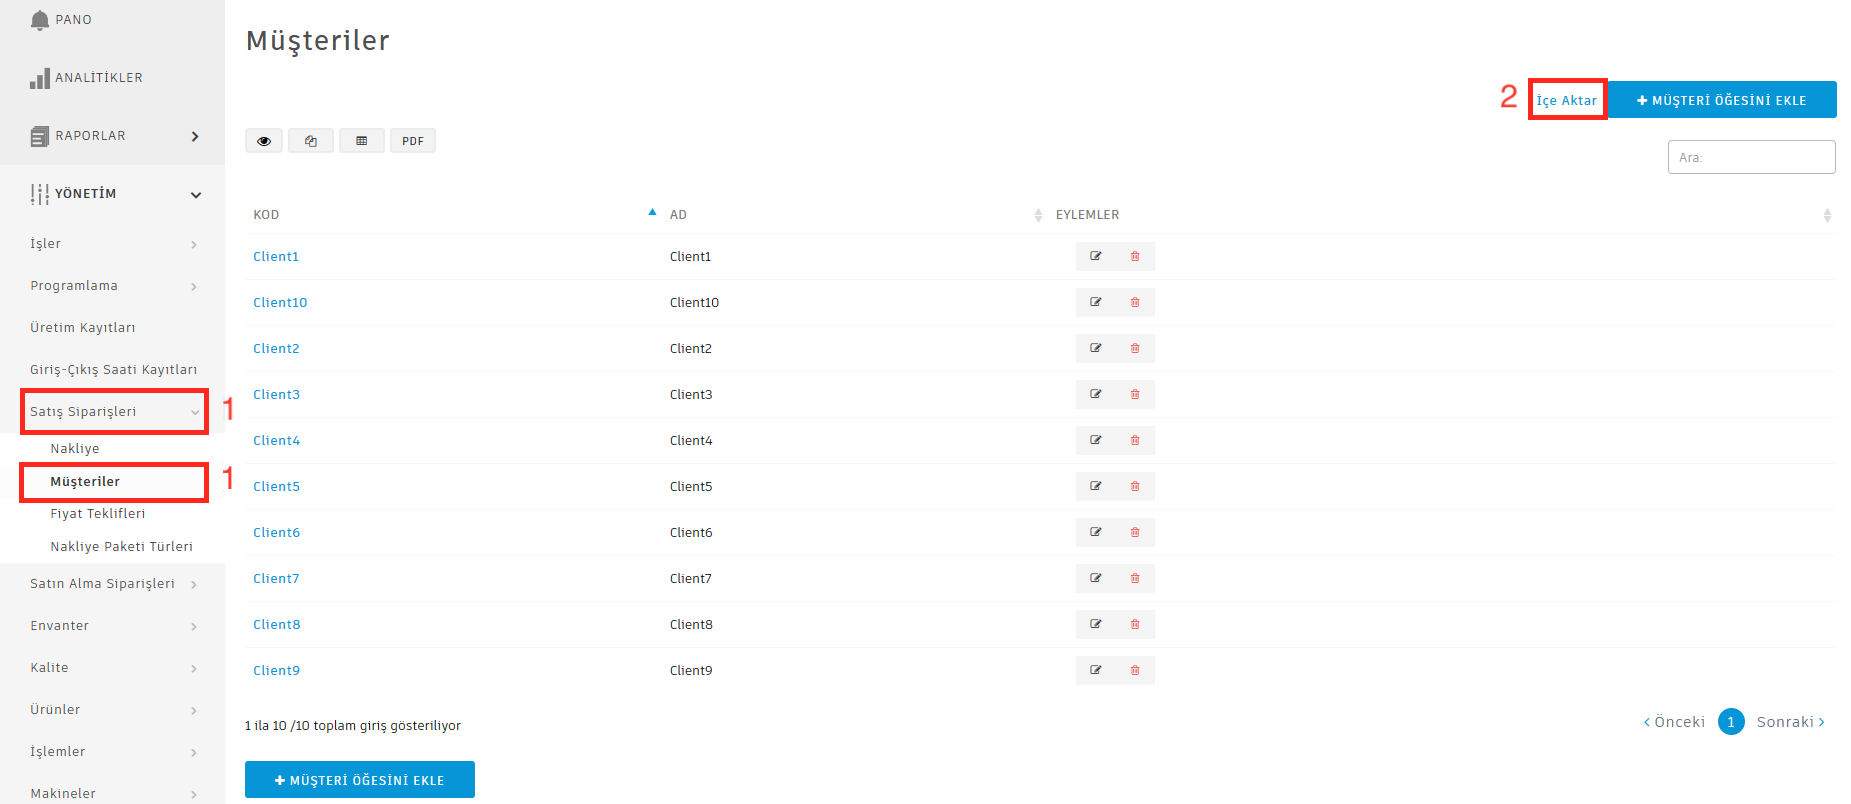 PANO
ANALİTİKLER
RAPORLAR
YÖNETİM
İşler
Programlama
Üretim Kayıtları
Giriş-Çıkış Saati Kayıtları
Satış Siparişleri
1
Nakliye
Müşteriler
1
Fiyat Teklifleri
Nakliye Paketi Türleri
Satın Alma Siparişleri
Envanter
Kalite
Ürünler
İşlemler
Makineler
Müşteriler
2 İçe Aktar + MÜŞTERİ ÖĞESİNİ EKLE
PDF
Ara:
KOD AD EYLEMLER
Client1 Client1
Client10 Client10
Client2 Client2
Client3 Client3
Client4 Client4
Client5 Client5
Client6 Client6
Client7 Client7
Client8 Client8
Client9 Client9
1 ila 10 /10 toplam giriş gösteriliyor
‹ Önceki 1 Sonraki ›
+ MÜŞTERİ ÖĞESİNİ EKLE